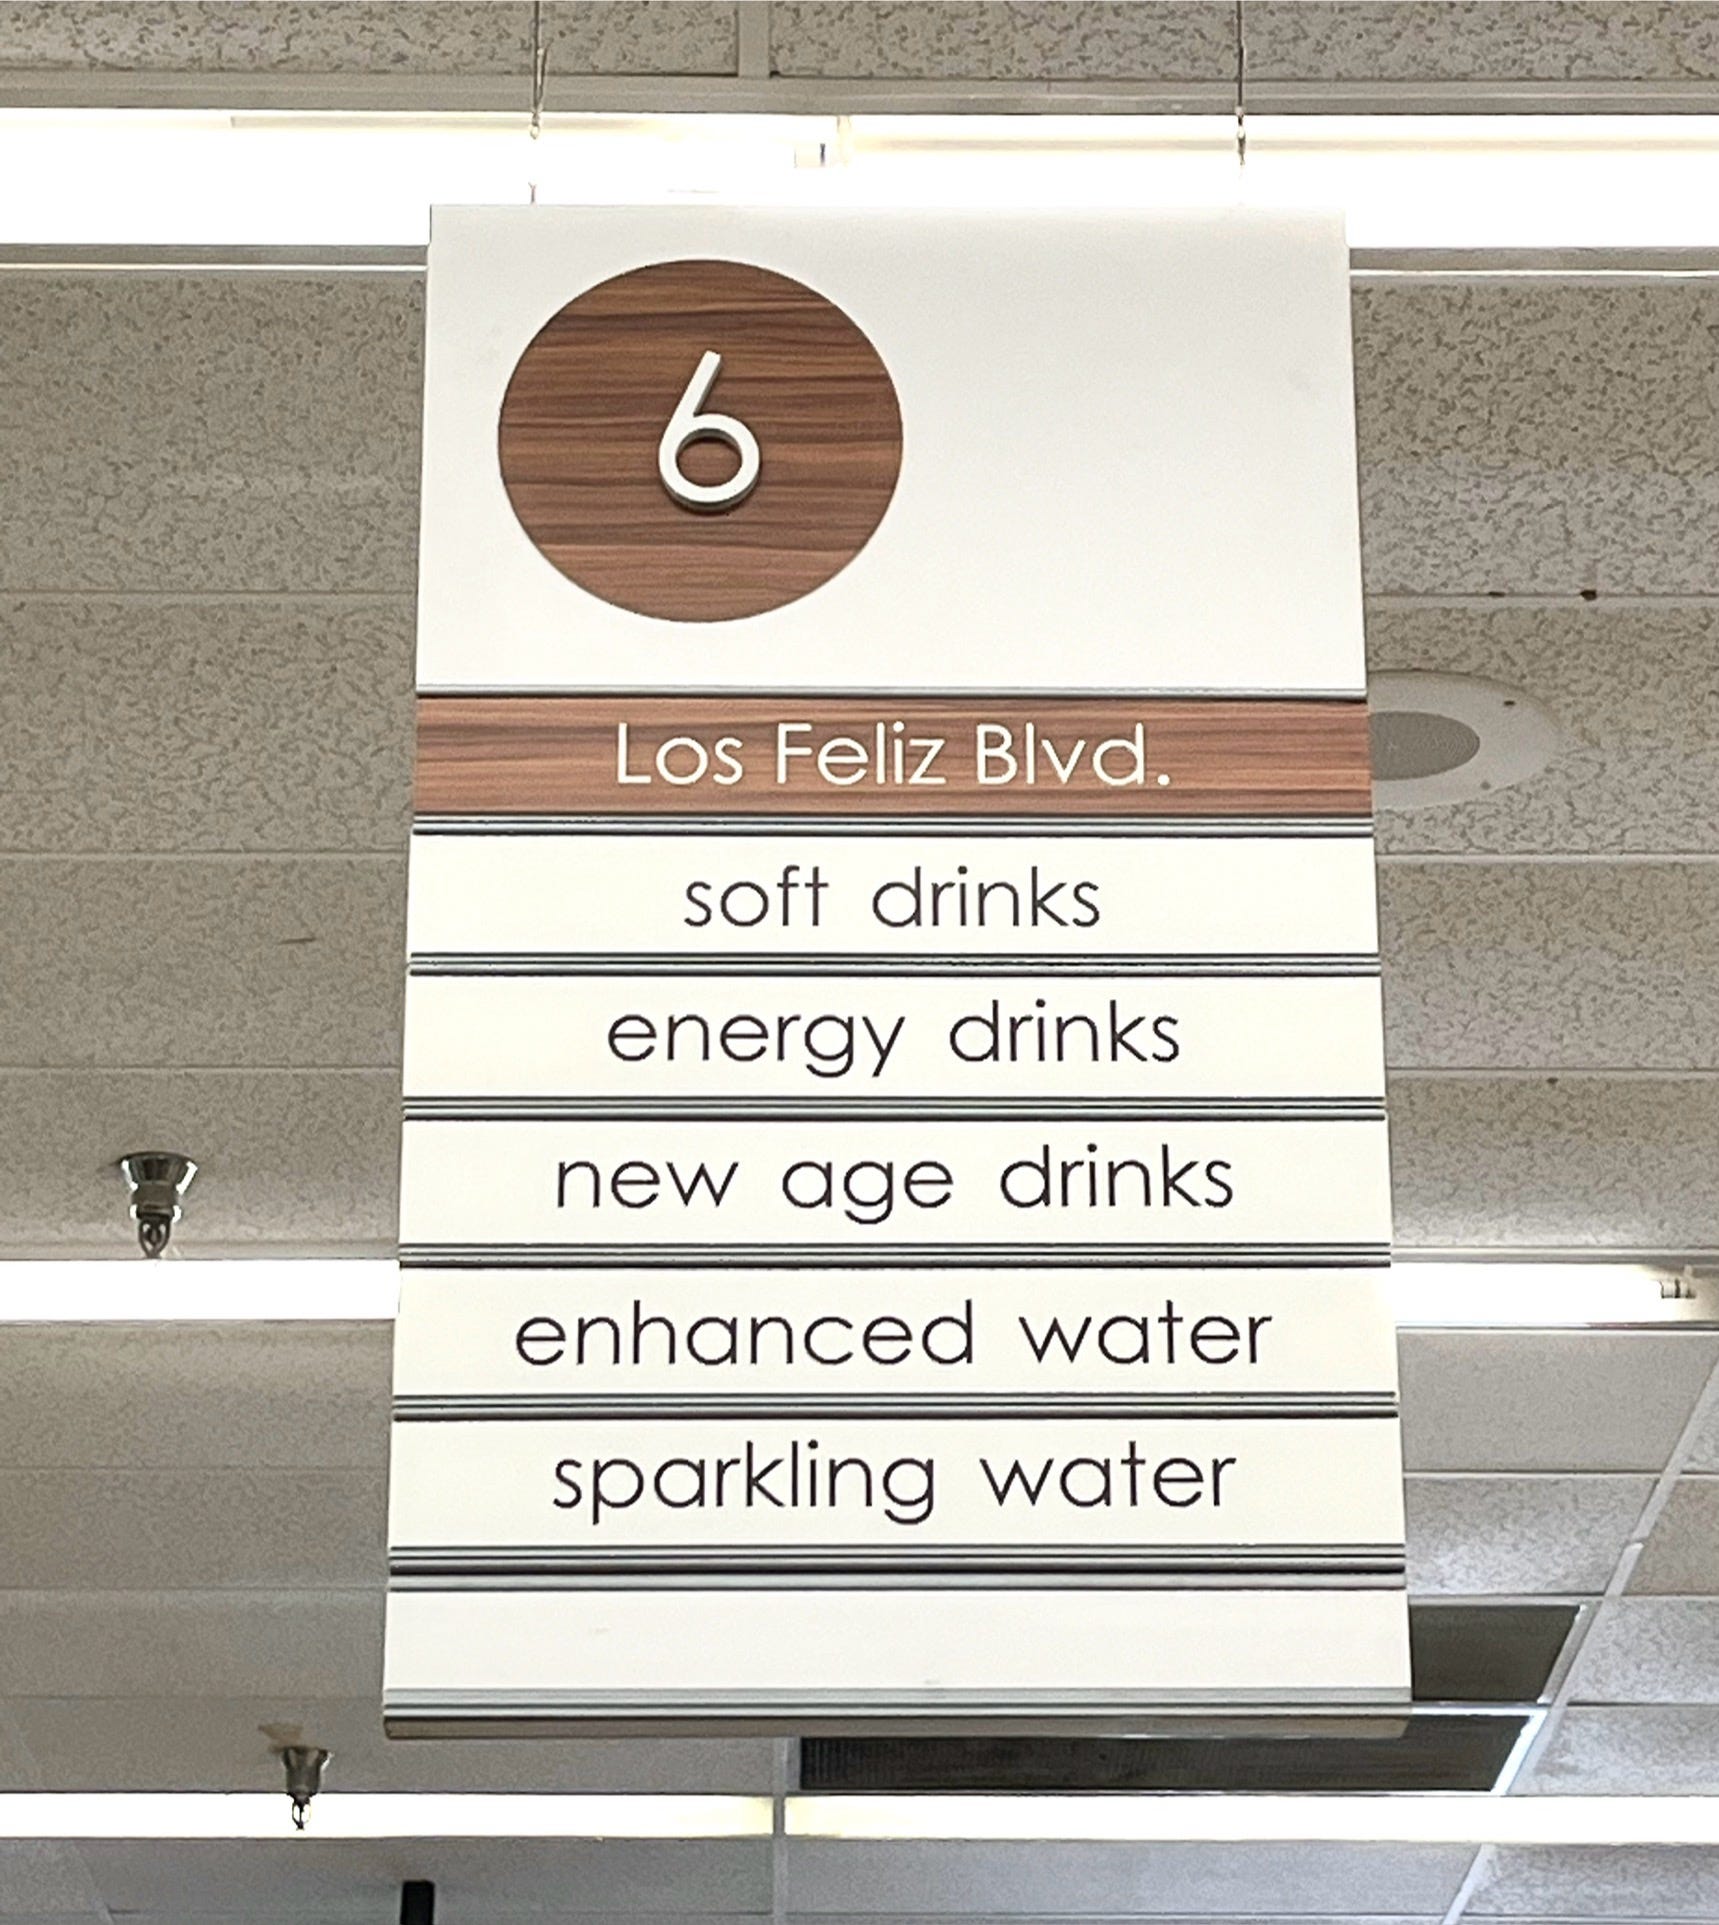 6
Los Feliz Blvd.
soft drinks
energy drinks
new age drinks
enhanced water
sparkling water